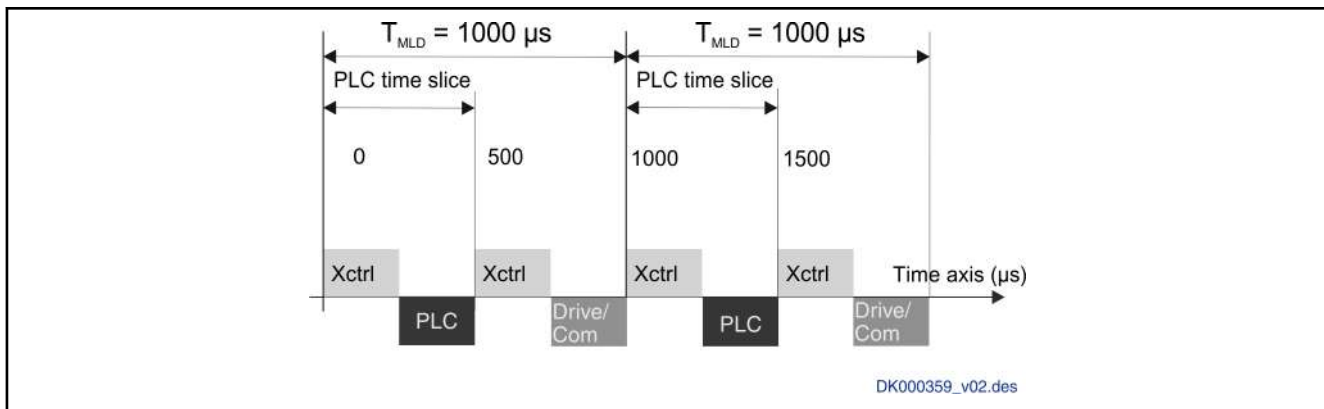 T_MLD = 1000 µs T_MLD = 1000 µs
PLC time slice PLC time slice
0 500 1000 1500
Xctrl Xctrl Xctrl Xctrl Time axis (µs)
PLC Drive/ PLC Drive/
Com Com
DK000359_v02.des